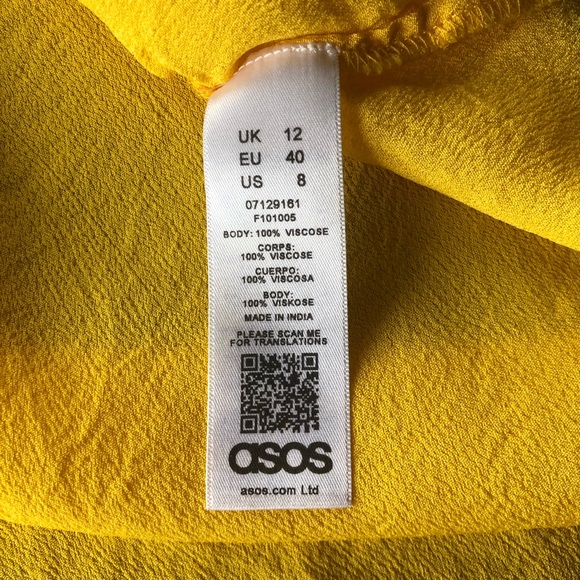 UK 12
EU 40
US 8
07129161
F101005
BODY: 100% VISCOSE
CORPS:
100% VISCOSE
CUERPO:
100% VISCOSA
BODY:
100% VISKOSE
MADE IN INDIA
PLEASE SCAN ME
FOR TRANSLATIONS
asos
asos.com Ltd